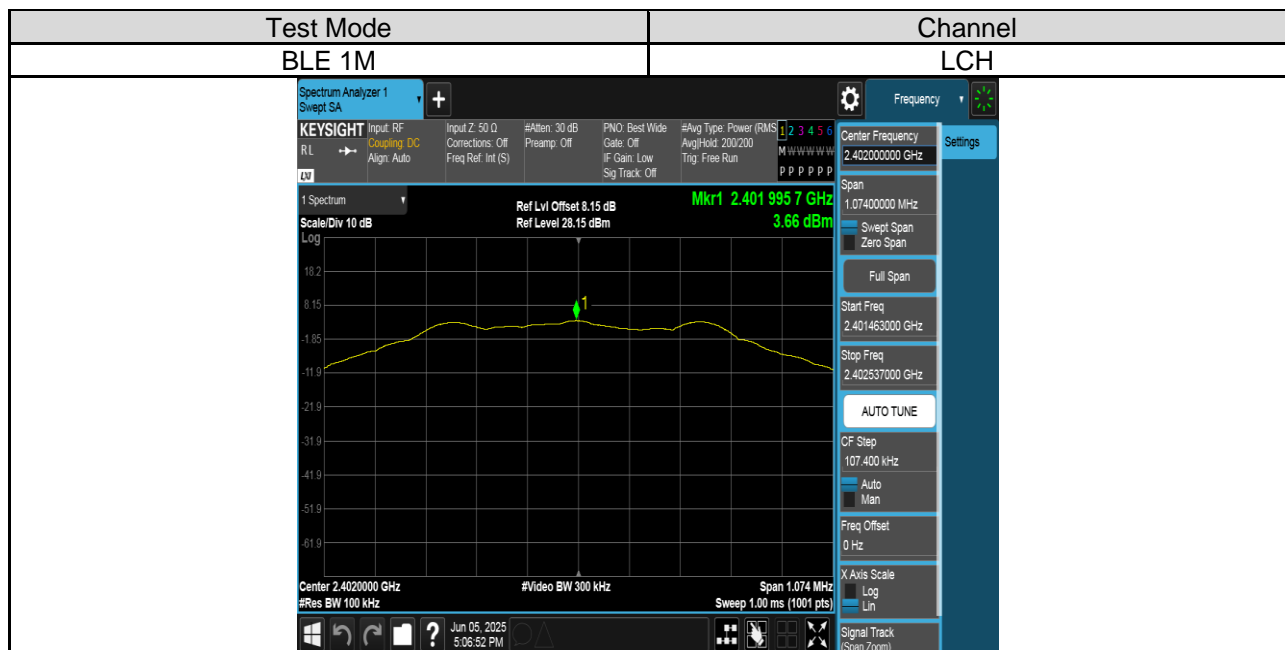 Test Mode
Channel
BLE 1M
LCH
Spectrum Analyzer 1
Swept SA
+
Frequency
KEYSIGHT
RL
LXI
Input: RF
Coupling: DC
Align: Auto
Input Z: 50 Ω
Corrections: Off
Freq Ref: Int (S)
#Atten: 30 dB
Preamp: Off
PNO: Best Wide
Gate: Off
IF Gain: Low
Sig Track: Off
#Avg Type: Power (RMS
Avg|Hold: 200/200
Trig: Free Run
1 2 3 4 5 6
M W W W W W
P P P P P P
Center Frequency
2.402000000 GHz
Settings
1 Spectrum
Scale/Div 10 dB
Ref Lvl Offset 8.15 dB
Ref Level 28.15 dBm
Mkr1 2.401 995 7 GHz
3.66 dBm
Log
18.2
8.15
-1.85
-11.9
-21.9
-31.9
-41.9
-51.9
-61.9
1
Span
1.07400000 MHz
Swept Span
Zero Span
Full Span
Start Freq
2.401463000 GHz
Stop Freq
2.402537000 GHz
AUTO TUNE
CF Step
107.400 kHz
Auto
Man
Freq Offset
0 Hz
X Axis Scale
Log
Lin
Signal Track
(Span Zoom)
Center 2.4020000 GHz
#Res BW 100 kHz
#Video BW 300 kHz
Span 1.074 MHz
Sweep 1.00 ms (1001 pts)
?
Jun 05, 2025
5:06:52 PM